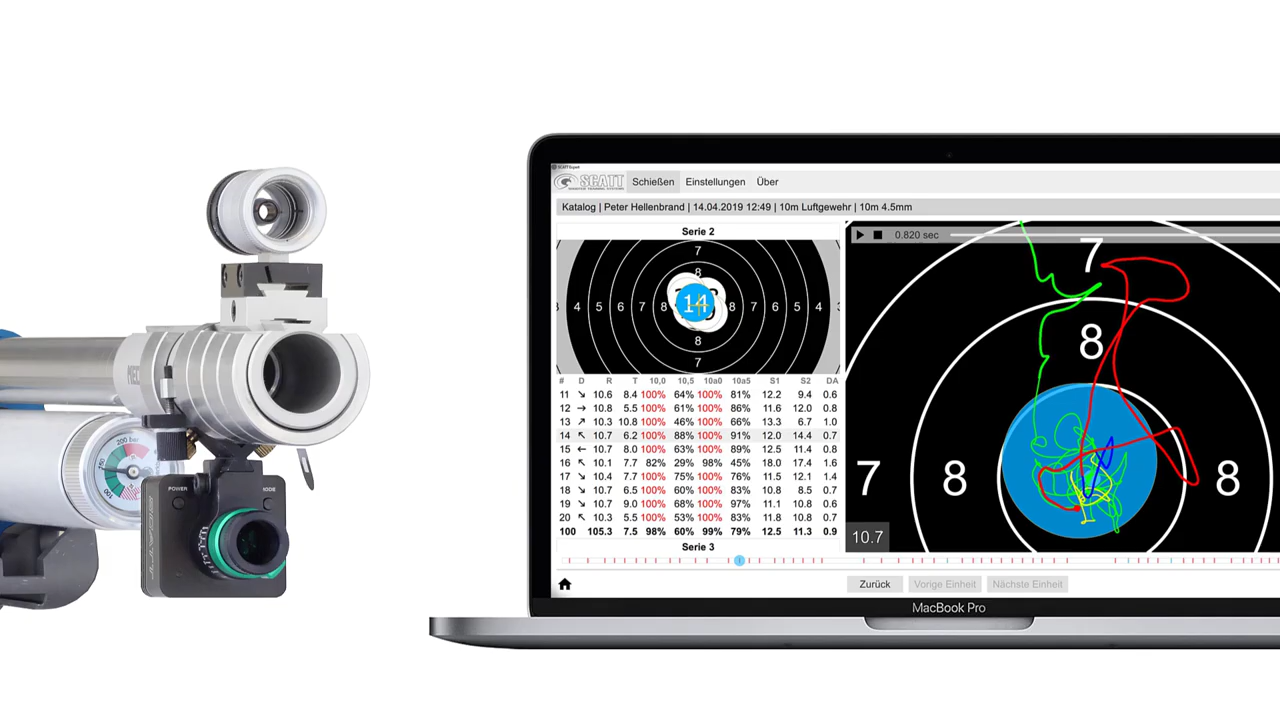 200 bar
150
100
POWER
MODE
SCATT Expert
SCATT
SHOOTER TRAINING SYSTEMS
Schießen Einstellungen Über
Katalog | Peter Hellenbrand | 14.04.2019 12:49 | 10m Luftgewehr | 10m 4.5mm
Serie 2
7
8
4 5 6 7 8 14 8 7 6 5 4
8
7
# D R T 10,0 10,5 10a0 10a5 S1 S2 DA
11 ↘ 10.6 8.4 100% 64% 100% 81% 12.2 9.4 0.6
12 → 10.8 5.5 100% 61% 100% 86% 11.6 12.0 0.8
13 ↗ 10.3 10.8 100% 46% 100% 66% 13.3 6.7 1.0
14 ↖ 10.7 6.2 100% 88% 100% 91% 12.0 14.4 0.7
15 ← 10.7 8.0 100% 63% 100% 89% 12.5 11.4 0.8
16 ↖ 10.1 7.7 82% 29% 98% 45% 18.0 17.4 1.6
17 ↘ 10.4 7.7 100% 75% 100% 76% 11.5 12.1 1.4
18 ↘ 10.7 6.5 100% 60% 100% 83% 10.8 8.5 0.7
19 ↘ 10.7 9.0 100% 68% 100% 97% 11.1 10.8 0.6
20 ↖ 10.3 5.5 100% 53% 100% 83% 11.8 10.8 0.7
100 105.3 7.5 98% 60% 99% 79% 12.5 11.3 0.9
Serie 3
0.820 sec
7
8
7 8 8
10.7
Zurück Vorige Einheit Nächste Einheit
MacBook Pro